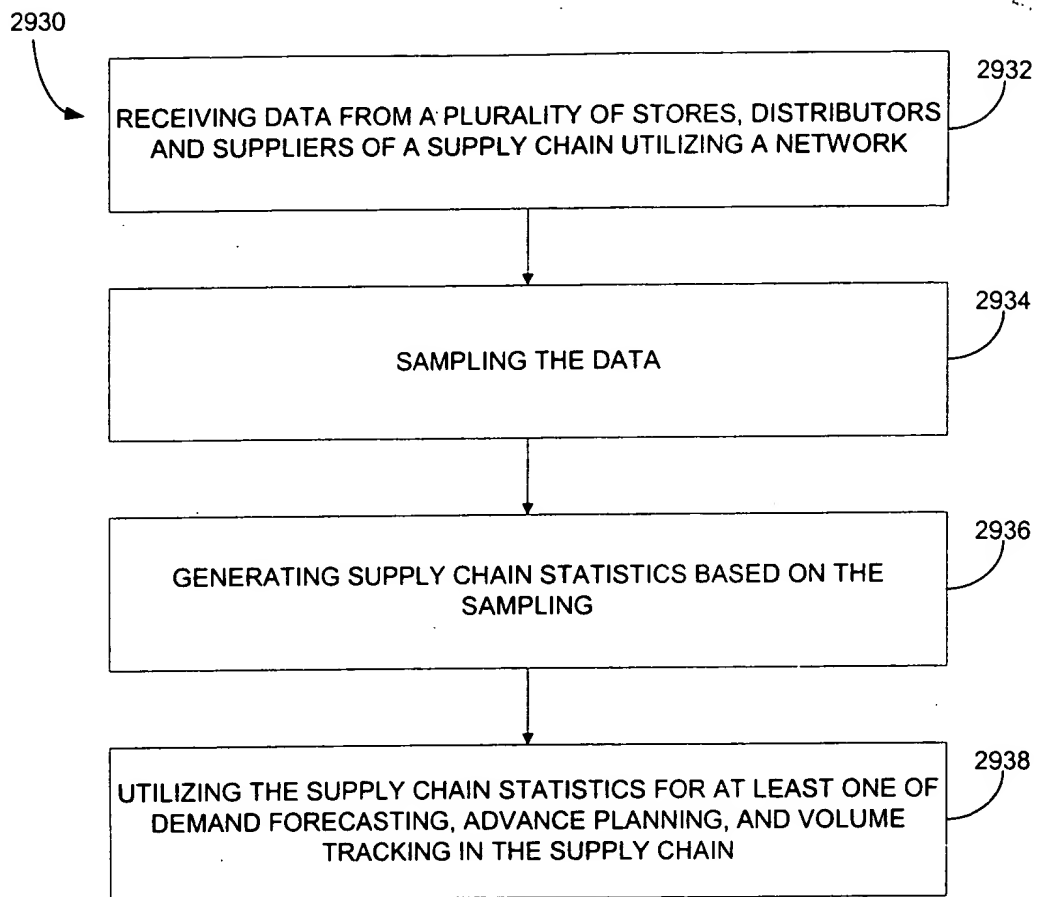 2930
2932
RECEIVING DATA FROM A PLURALITY OF STORES, DISTRIBUTORS
AND SUPPLIERS OF A SUPPLY CHAIN UTILIZING A NETWORK
2934
SAMPLING THE DATA
2936
GENERATING SUPPLY CHAIN STATISTICS BASED ON THE
SAMPLING
2938
UTILIZING THE SUPPLY CHAIN STATISTICS FOR AT LEAST ONE OF
DEMAND FORECASTING, ADVANCE PLANNING, AND VOLUME
TRACKING IN THE SUPPLY CHAIN